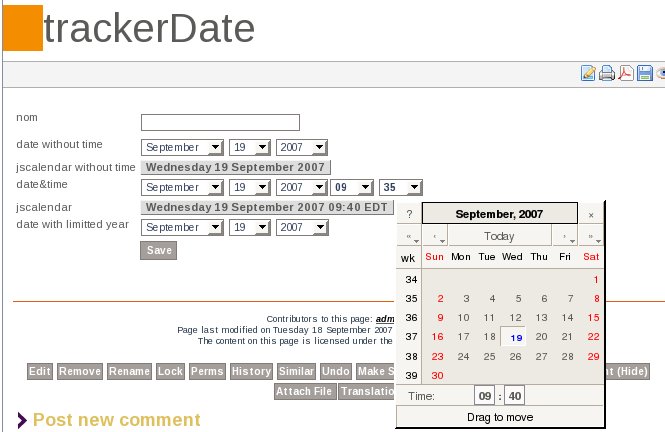 trackerDate
nom
date without time September 19 2007
jscalendar without time Wednesday 19 September 2007
date&time September 19 2007 09 35
jscalendar Wednesday 19 September 2007 09:40 EDT
date with limitted year September 19 2007
Save
? September, 2007 ×
« ‹ Today › »
wk Sun Mon Tue Wed Thu Fri Sat
34 1
35 2 3 4 5 6 7 8
36 9 10 11 12 13 14 15
37 16 17 18 19 20 21 22
38 23 24 25 26 27 28 29
39 30
Time: 09 : 40
Drag to move
Contributors to this page: adm
Page last modified on Tuesday 18 September 2007
The content on this page is licensed under the
Edit Remove Rename Lock Perms History Similar Undo Make S (Hide)
Attach File Translatio
Post new comment